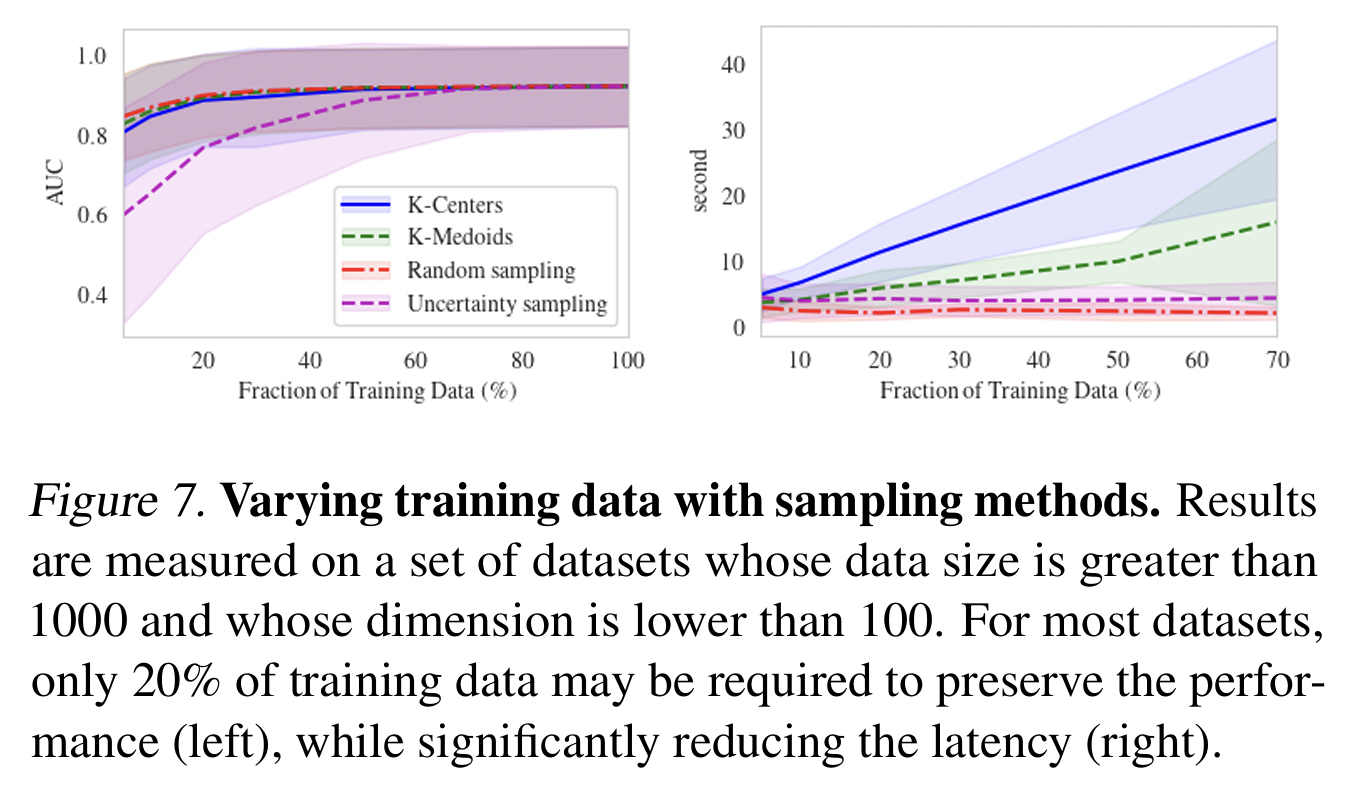 1.0
0.8
0.6
0.4
AUC
K-Centers
K-Medoids
Random sampling
Uncertainty sampling
20 40 60 80 100
Fraction of Training Data (%)
40
30
20
10
0
second
10 20 30 40 50 60 70
Fraction of Training Data (%)
Figure 7. Varying training data with sampling methods. Results
are measured on a set of datasets whose data size is greater than
1000 and whose dimension is lower than 100. For most datasets,
only 20% of training data may be required to preserve the perfor-
mance (left), while significantly reducing the latency (right).